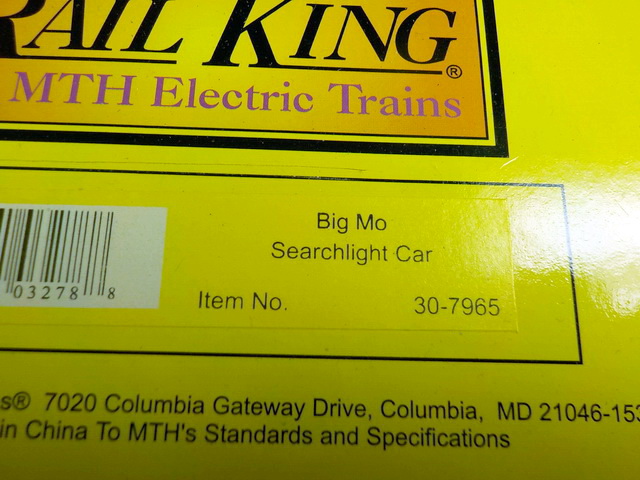 RAIL KING®
MTH Electric Trains
Big Mo
Searchlight Car
03278 8
Item No. 30-7965
s® 7020 Columbia Gateway Drive, Columbia, MD 21046-153
in China To MTH's Standards and Specifications